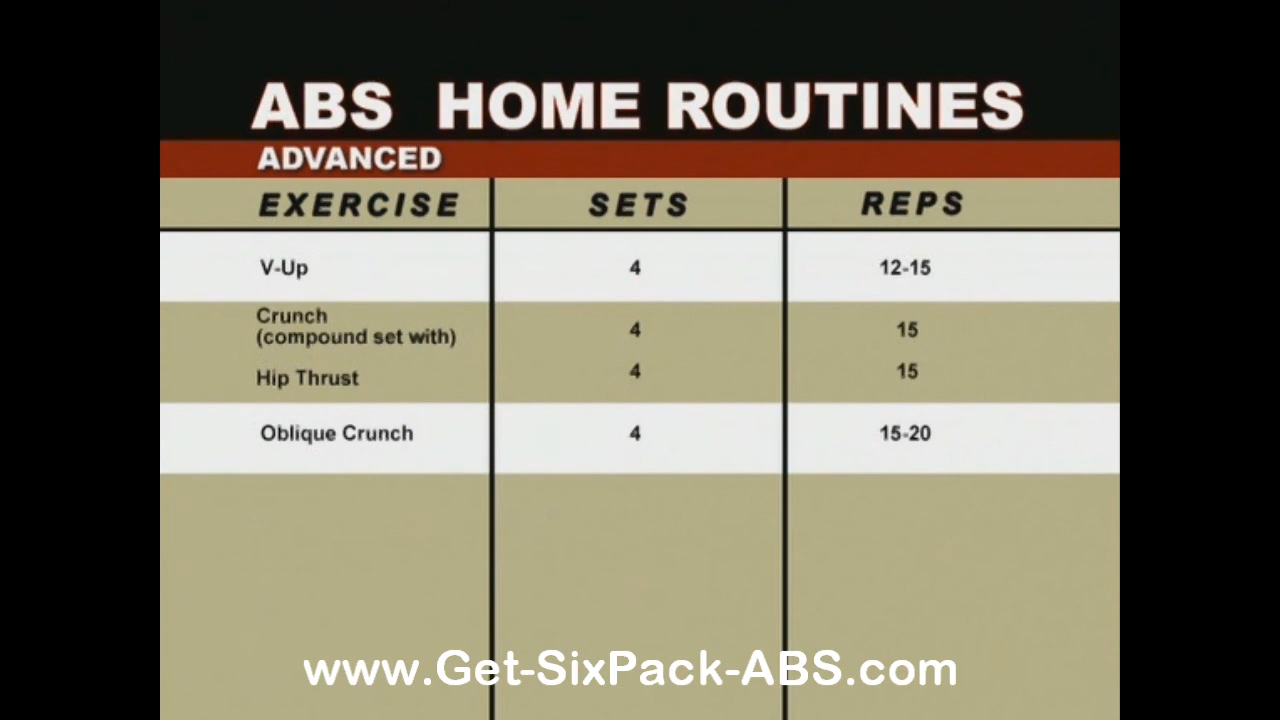 ABS HOME ROUTINES
ADVANCED
EXERCISE SETS REPS
V-Up 4 12-15
Crunch
(compound set with) 4 15
Hip Thrust 4 15
Oblique Crunch 4 15-20
www.Get-SixPack-ABS.com